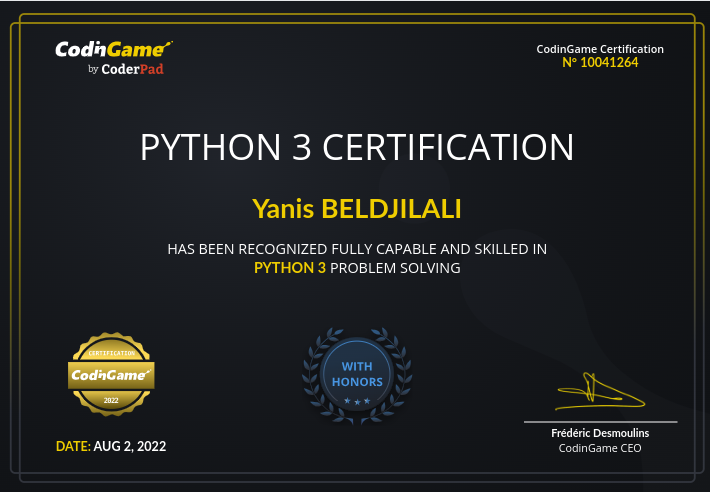 CodinGame
by CoderPad
CodinGame Certification
N° 10041264
PYTHON 3 CERTIFICATION
Yanis BELDJILALI
HAS BEEN RECOGNIZED FULLY CAPABLE AND SKILLED IN
PYTHON 3 PROBLEM SOLVING
CERTIFICATION
CodinGame
2022
WITH
HONORS
DATE: AUG 2, 2022
Frédéric Desmoulins
CodinGame CEO